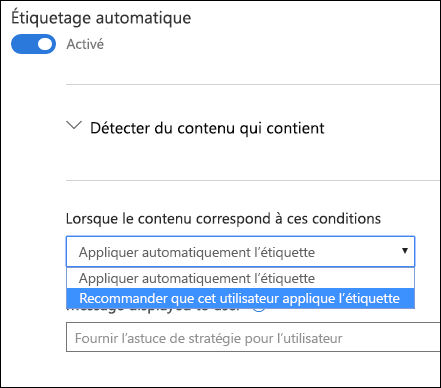 Étiquetage automatique
Activé
Détecter du contenu qui contient
Lorsque le contenu correspond à ces conditions
Appliquer automatiquement l'étiquette
Appliquer automatiquement l'étiquette
Recommander que cet utilisateur applique l'étiquette
Message displayed to user
Fournir l'astuce de stratégie pour l'utilisateur